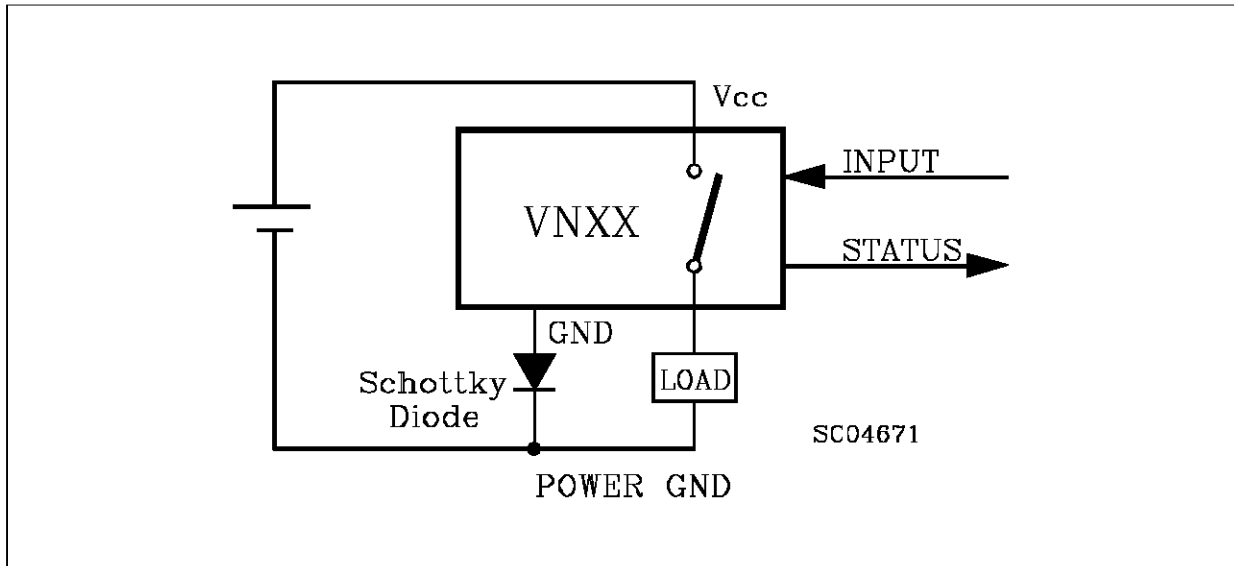 Vcc
INPUT
VNXX
STATUS
GND
Schottky
Diode
LOAD
SC04671
POWER GND